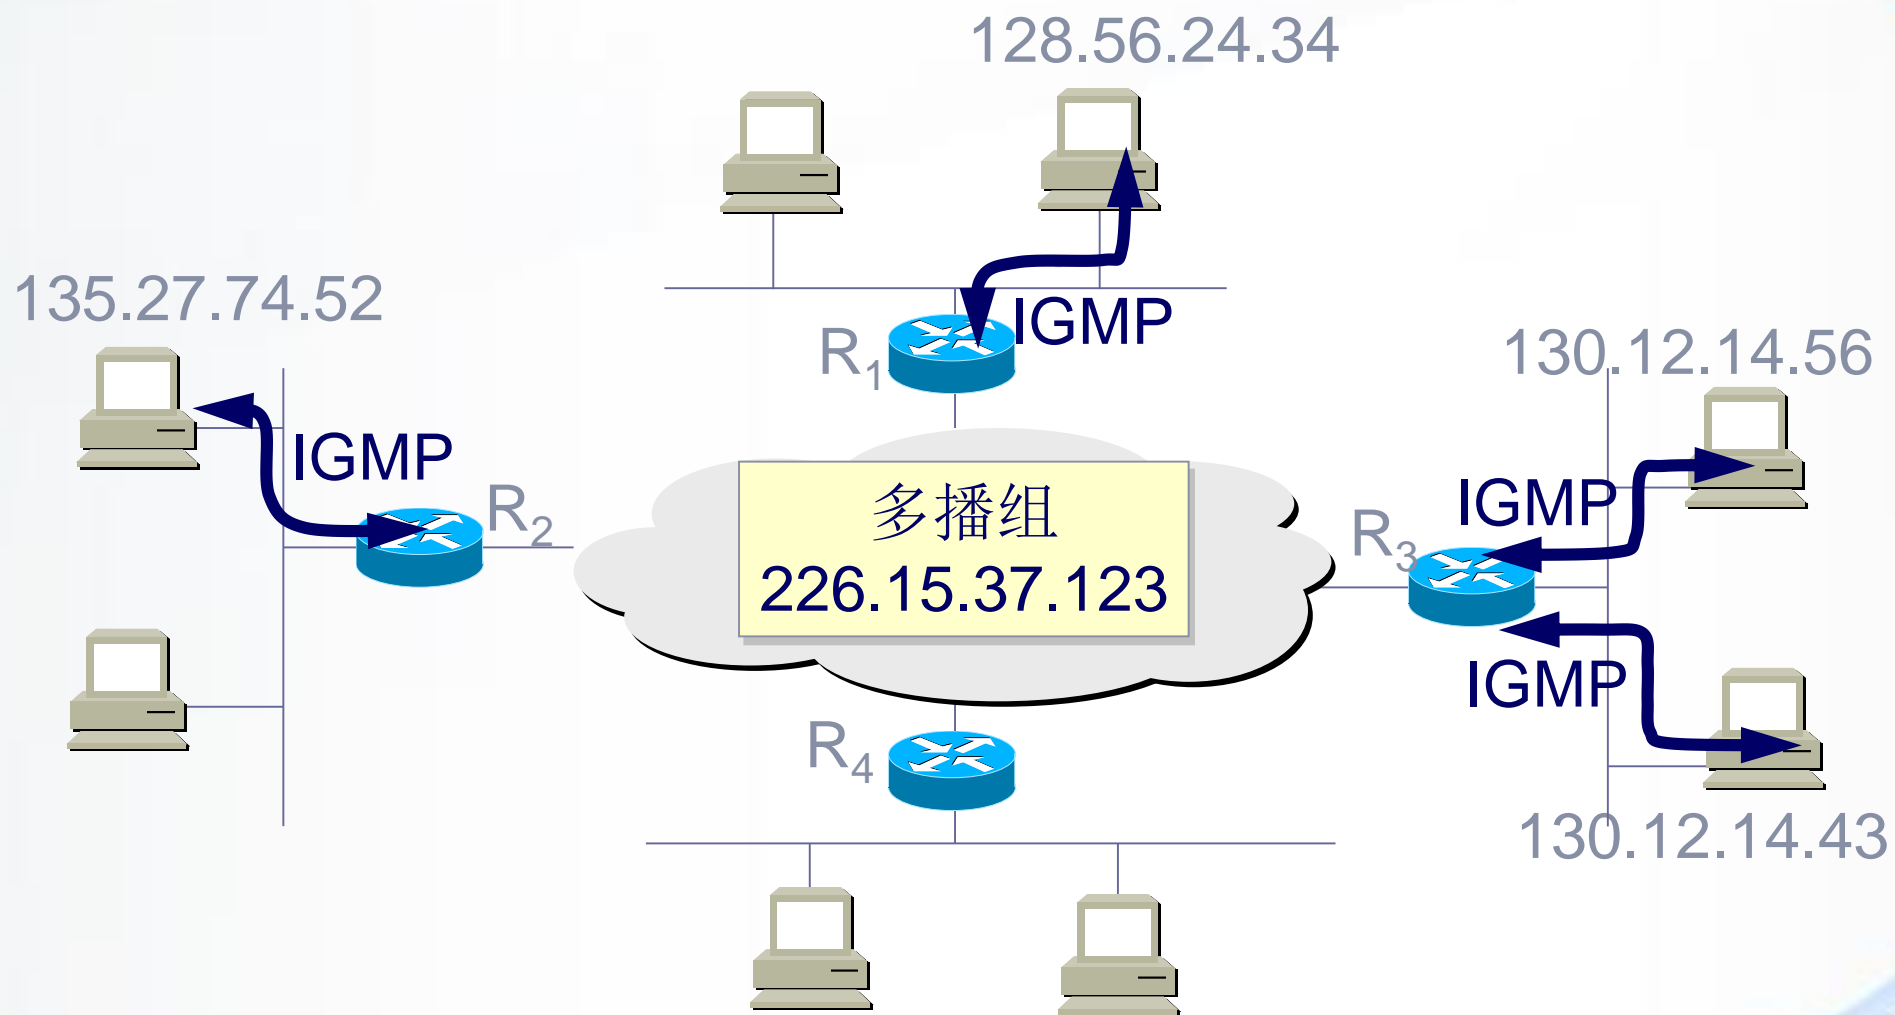 128.56.24.34
135.27.74.52
IGMP
R1
130.12.14.56
IGMP
R2
多播组
226.15.37.123
IGMP
R3
IGMP
R4
130.12.14.43